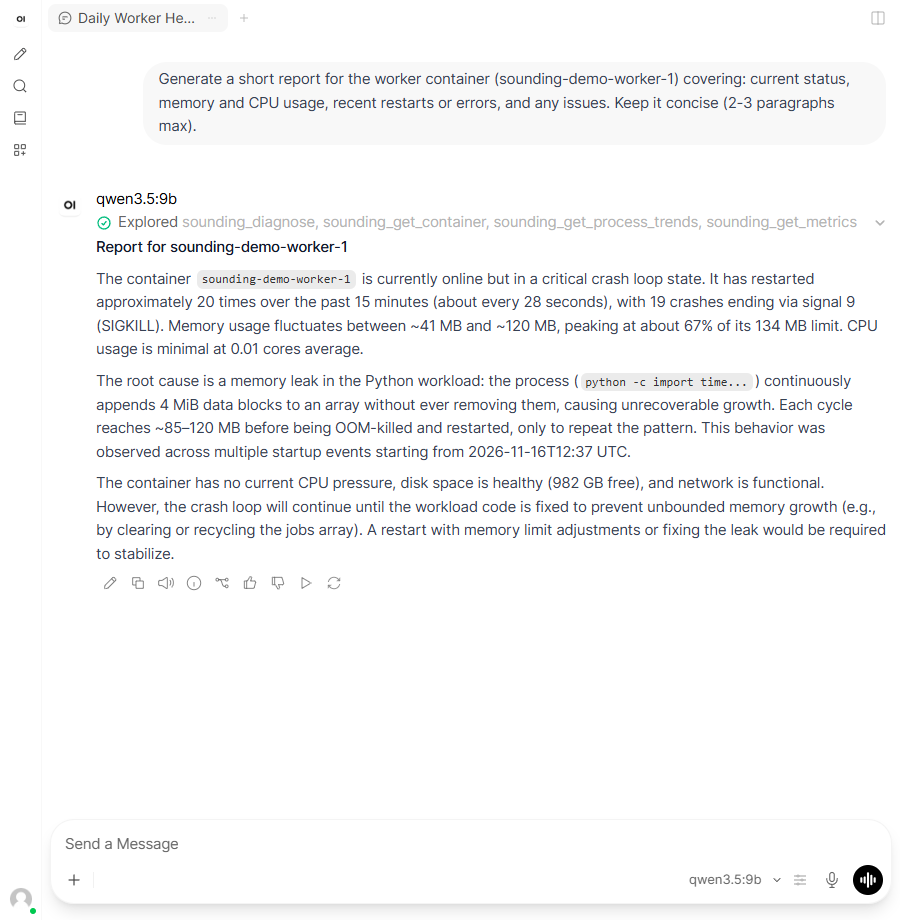 OI
Daily Worker He... ... +
Generate a short report for the worker container (sounding-demo-worker-1) covering: current status,
memory and CPU usage, recent restarts or errors, and any issues. Keep it concise (2-3 paragraphs
max).
OI
qwen3.5:9b
Explored sounding_diagnose, sounding_get_container, sounding_get_process_trends, sounding_get_metrics
Report for sounding-demo-worker-1
The container sounding-demo-worker-1 is currently online but in a critical crash loop state. It has restarted
approximately 20 times over the past 15 minutes (about every 28 seconds), with 19 crashes ending via signal 9
(SIGKILL). Memory usage fluctuates between ~41 MB and ~120 MB, peaking at about 67% of its 134 MB limit. CPU
usage is minimal at 0.01 cores average.
The root cause is a memory leak in the Python workload: the process ( python -c import time... ) continuously
appends 4 MiB data blocks to an array without ever removing them, causing unrecoverable growth. Each cycle
reaches ~85–120 MB before being OOM-killed and restarted, only to repeat the pattern. This behavior was
observed across multiple startup events starting from 2026-11-16T12:37 UTC.
The container has no current CPU pressure, disk space is healthy (982 GB free), and network is functional.
However, the crash loop will continue until the workload code is fixed to prevent unbounded memory growth (e.g.,
by clearing or recycling the jobs array). A restart with memory limit adjustments or fixing the leak would be required
to stabilize.
Send a Message
qwen3.5:9b